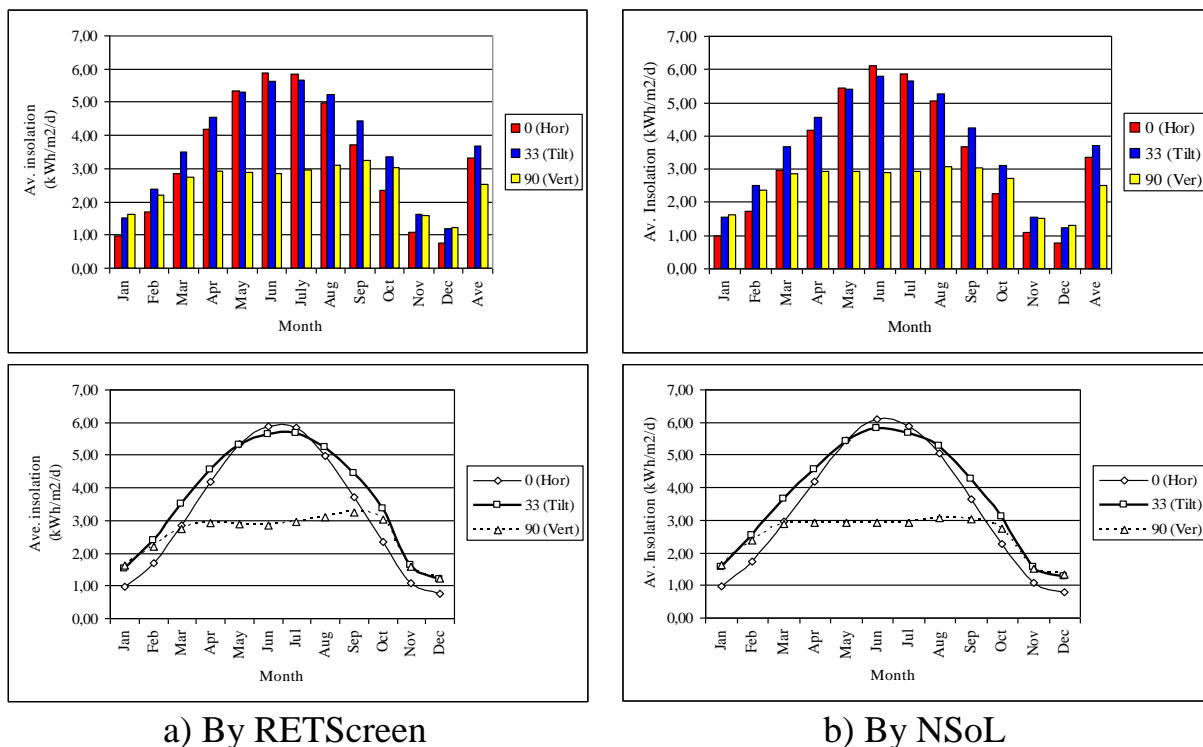 Av. insolation
(kWh/m2/d)
7,00
6,00
5,00
4,00
3,00
2,00
1,00
0,00
Jan
Feb
Mar
Apr
May
Jun
July
Aug
Sep
Oct
Nov
Dec
Ave
Month
0 (Hor)
33 (Tilt)
90 (Vert)
Av. Insolation (kWh/m2/d)
7,00
6,00
5,00
4,00
3,00
2,00
1,00
0,00
Jan
Feb
Mar
Apr
May
Jun
Jul
Aug
Sep
Oct
Nov
Dec
Ave
Month
0 (Hor)
33 (Tilt)
90 (Ver)
Ave. insolation
(kWh/m2/d)
7,00
6,00
5,00
4,00
3,00
2,00
1,00
0,00
Jan
Feb
Mar
Apr
May
Jun
Jul
Aug
Sep
Oct
Nov
Dec
Month
0 (Hor)
33 (Tilt)
90 (Vert)
Av. Insolation (kWh/m2/d)
7,00
6,00
5,00
4,00
3,00
2,00
1,00
0,00
Jan
Feb
Mar
Apr
May
Jun
Jul
Aug
Sep
Oct
Nov
Dec
Month
0 (Hor)
33 (Tilt)
90 (Vert)
a) By RETScreen
b) By NSoL